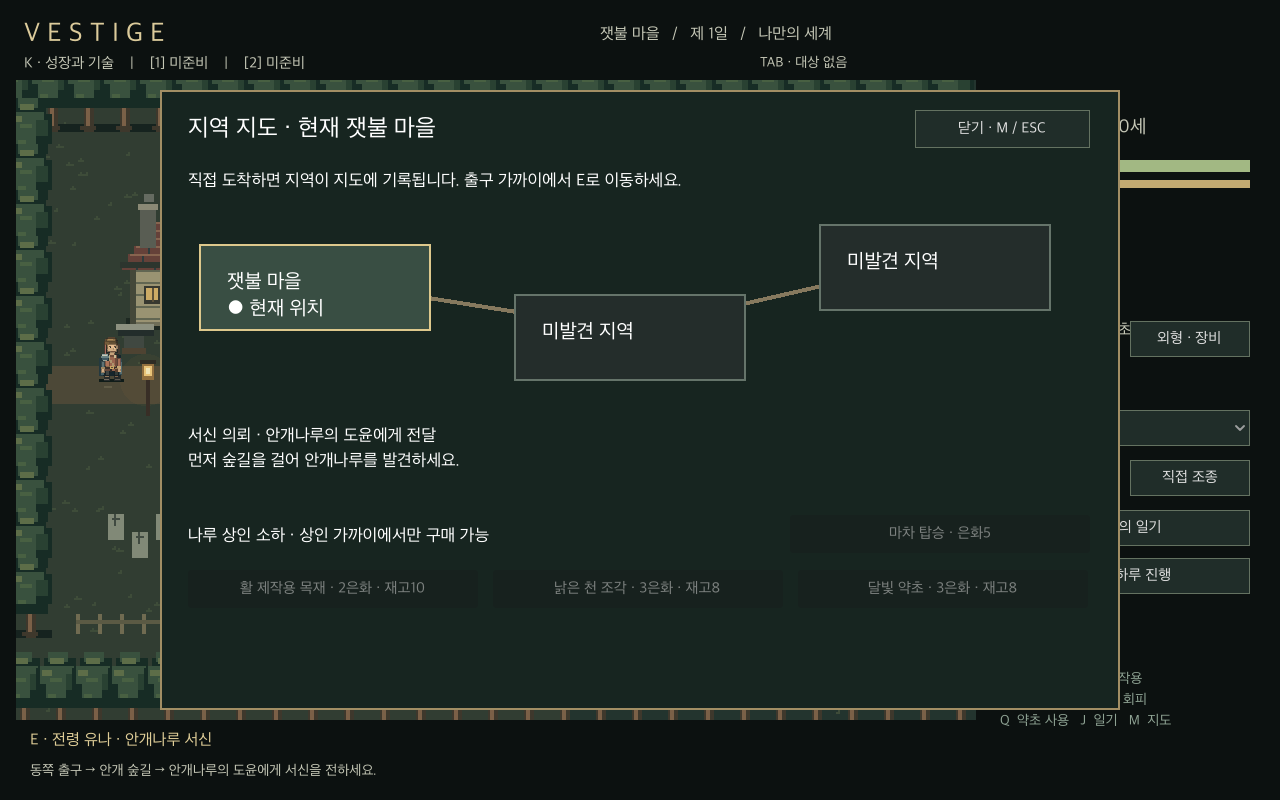 VESTIGE
잿불 마을 / 제 1일 / 나만의 세계
K · 성장과 기술 | [1] 미준비 | [2] 미준비
TAB · 대상 없음
지역 지도 · 현재 잿불 마을
닫기 · M / ESC
0세
직접 도착하면 지역이 지도에 기록됩니다. 출구 가까이에서 E로 이동하세요.
잿불 마을
● 현재 위치
미발견 지역
미발견 지역
초
외형 · 장비
서신 의뢰 · 안개나루의 도윤에게 전달
먼저 숲길을 걸어 안개나루를 발견하세요.
직접 조종
나루 상인 소하 · 상인 가까이에서만 구매 가능
마차 탑승 · 은화5
의 일기
활 제작용 목재 · 2은화 · 재고10
낡은 천 조각 · 3은화 · 재고8
달빛 약초 · 3은화 · 재고8
하루 진행
작용
회피
Q 약초 사용 J 일기 M 지도
E · 전령 유나 · 안개나루 서신
동쪽 출구 → 안개 숲길 → 안개나루의 도윤에게 서신을 전하세요.